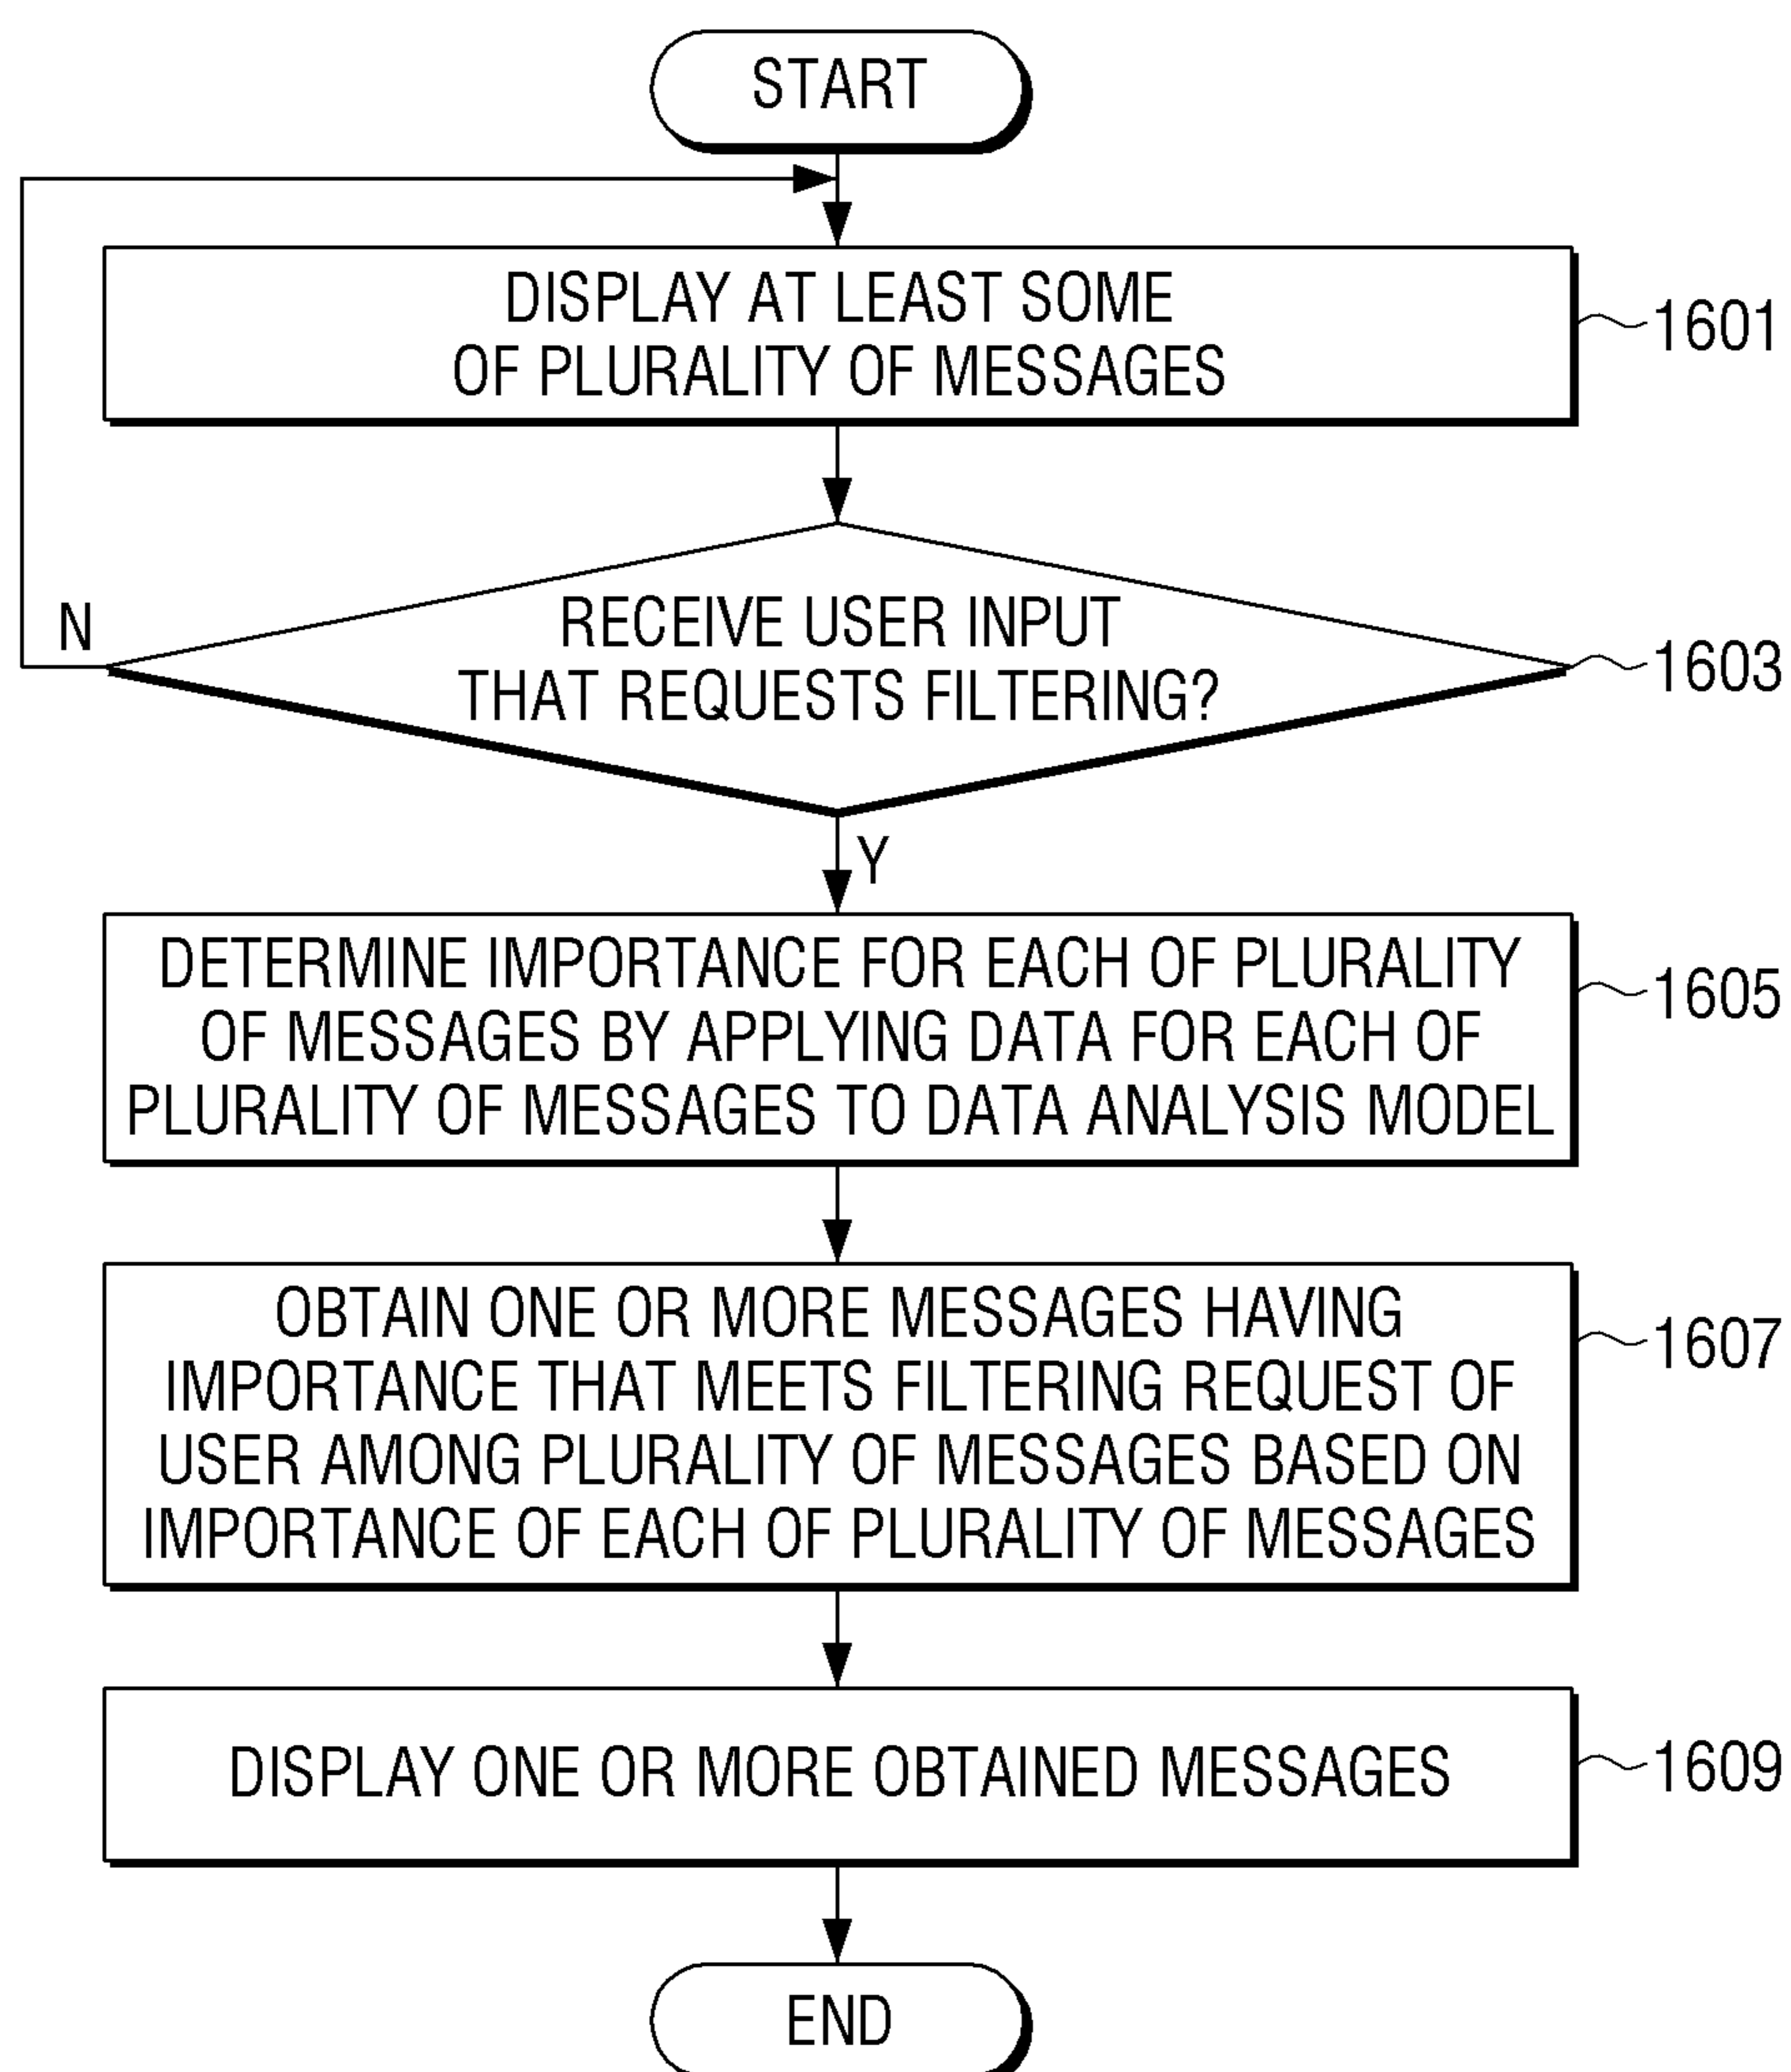 START
DISPLAY AT LEAST SOME
OF PLURALITY OF MESSAGES
1601
RECEIVE USER INPUT
THAT REQUESTS FILTERING?
1603
N
Y
DETERMINE IMPORTANCE FOR EACH OF PLURALITY
OF MESSAGES BY APPLYING DATA FOR EACH OF
PLURALITY OF MESSAGES TO DATA ANALYSIS MODEL
1605
OBTAIN ONE OR MORE MESSAGES HAVING
IMPORTANCE THAT MEETS FILTERING REQUEST OF
USER AMONG PLURALITY OF MESSAGES BASED ON
IMPORTANCE OF EACH OF PLURALITY OF MESSAGES
1607
DISPLAY ONE OR MORE OBTAINED MESSAGES
1609
END